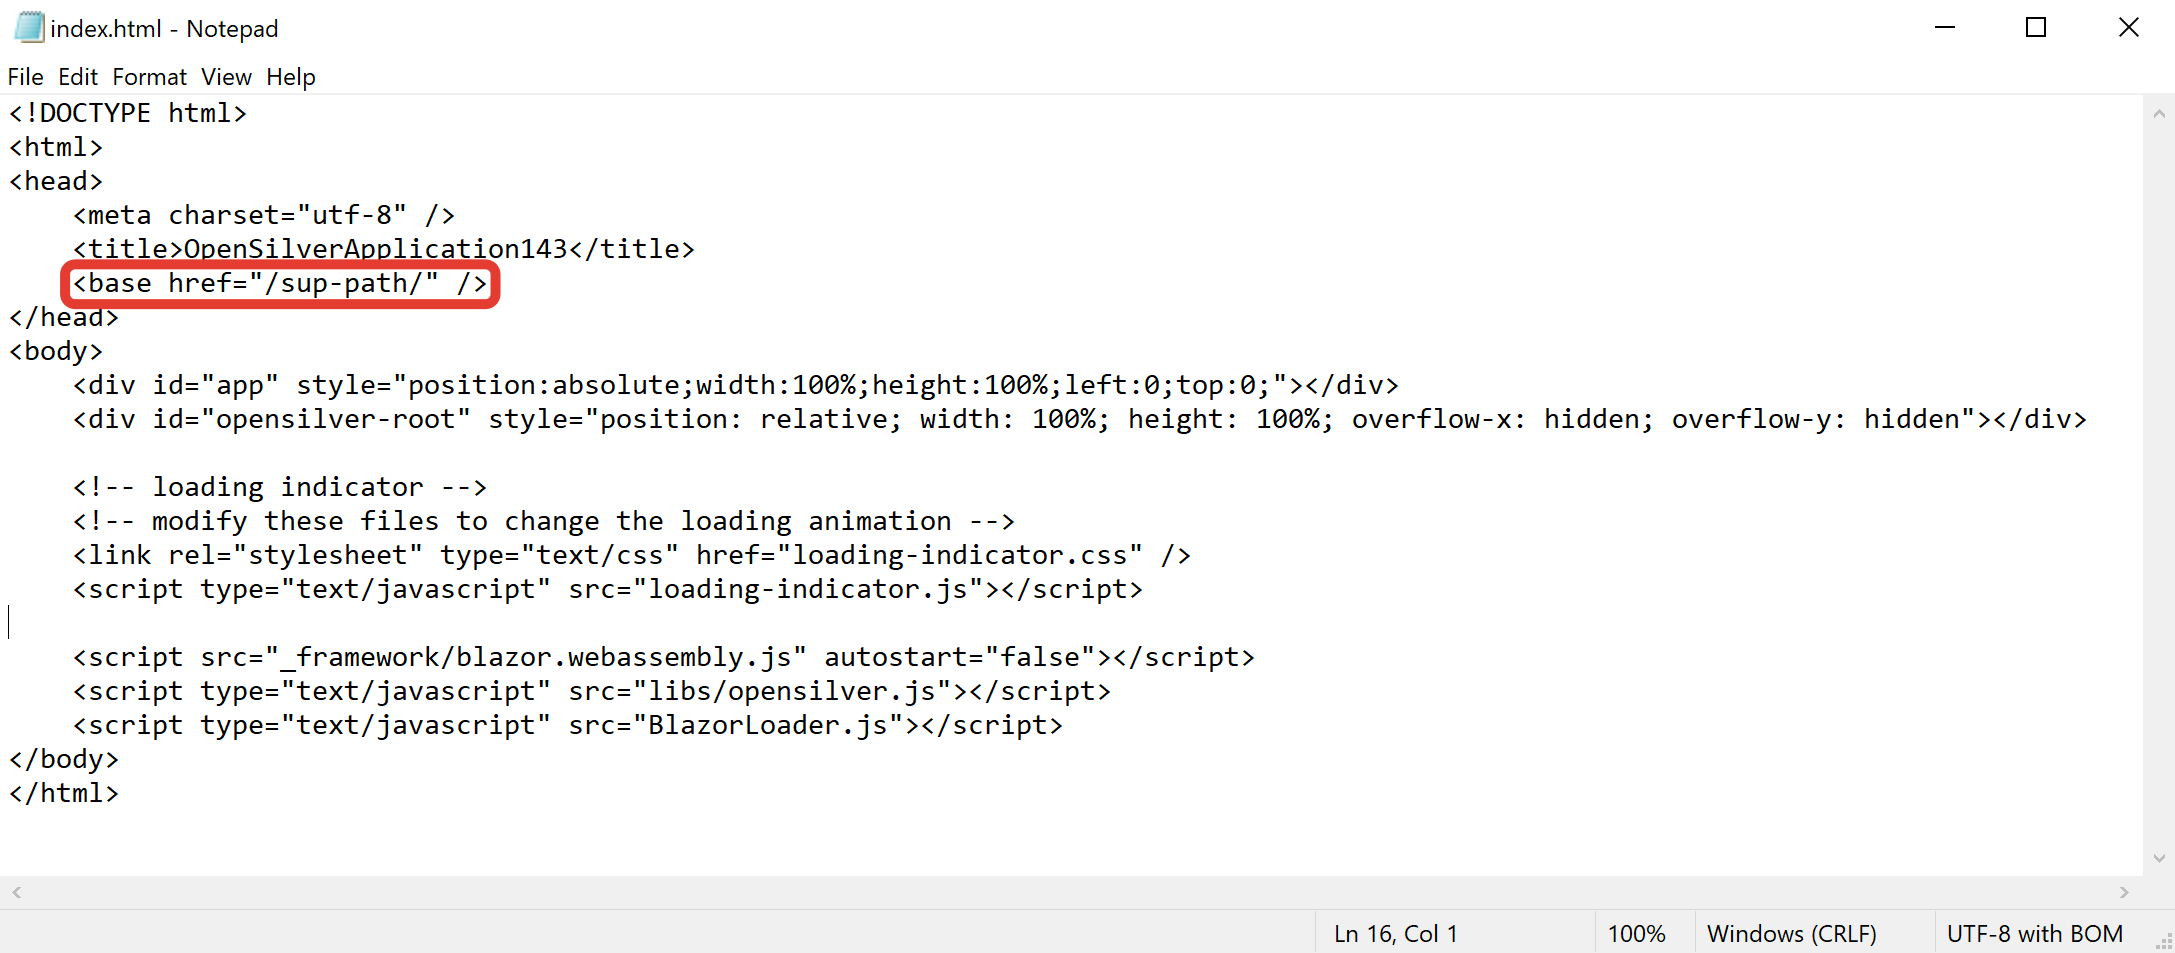 index.html - Notepad
File Edit Format View Help
<!DOCTYPE html>
<html>
<head>
    <meta charset="utf-8" />
    <title>OpenSilverApplication143</title>
    <base href="/sup-path/" />
</head>
<body>
    <div id="app" style="position:absolute;width:100%;height:100%;left:0;top:0;"></div>
    <div id="opensilver-root" style="position: relative; width: 100%; height: 100%; overflow-x: hidden; overflow-y: hidden"></div>

    <!-- loading indicator -->
    <!-- modify these files to change the loading animation -->
    <link rel="stylesheet" type="text/css" href="loading-indicator.css" />
    <script type="text/javascript" src="loading-indicator.js"></script>

    <script src="_framework/blazor.webassembly.js" autostart="false"></script>
    <script type="text/javascript" src="libs/opensilver.js"></script>
    <script type="text/javascript" src="BlazorLoader.js"></script>
</body>
</html>
Ln 16, Col 1 100% Windows (CRLF) UTF-8 with BOM